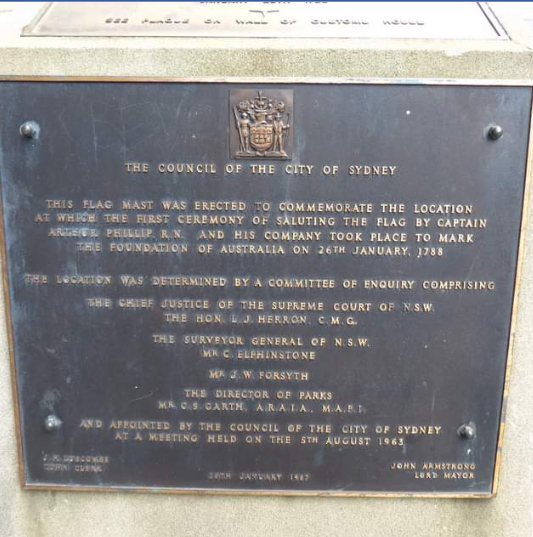 SEE PLAQUE ON WALL OF CUSTOMS HOUSE
THE COUNCIL OF THE CITY OF SYDNEY
THIS FLAG MAST WAS ERECTED TO COMMEMORATE THE LOCATION
AT WHICH THE FIRST CEREMONY OF SALUTING THE FLAG BY CAPTAIN
ARTHUR PHILLIP, R.N. AND HIS COMPANY TOOK PLACE TO MARK
THE FOUNDATION OF AUSTRALIA ON 26TH JANUARY, 1788
THE LOCATION WAS DETERMINED BY A COMMITTEE OF ENQUIRY COMPRISING
THE CHIEF JUSTICE OF THE SUPREME COURT OF N.S.W.
THE HON. L.J. HERRON, C.M.G.
THE SURVEYOR GENERAL OF N.S.W.
MR C. ELPHINSTONE
MR J.W. FORSYTH
THE DIRECTOR OF PARKS
MR C.S. GARTH, A.R.A.I.A., M.A.P.I.
AND APPOINTED BY THE COUNCIL OF THE CITY OF SYDNEY
AT A MEETING HELD ON THE 5TH AUGUST 1963
TOWN CLERK
JOHN ARMSTRONG
LORD MAYOR
26TH JANUARY